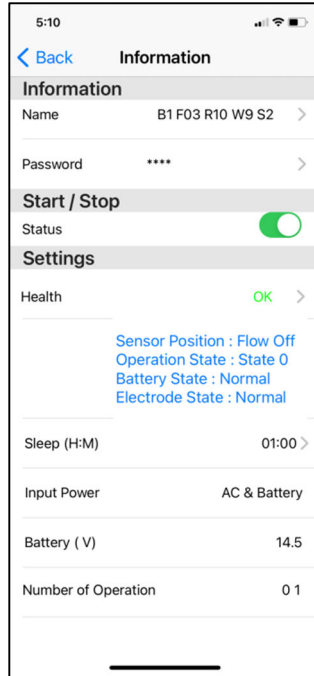 5:10
Back Information
Information
Name B1 F03 R10 W9 S2
Password ****
Start / Stop
Status
Settings
Health OK
Sensor Position : Flow Off
Operation State : State 0
Battery State : Normal
Electrode State : Normal
Sleep (H:M) 01:00
Input Power AC & Battery
Battery ( V) 14.5
Number of Operation 0 1